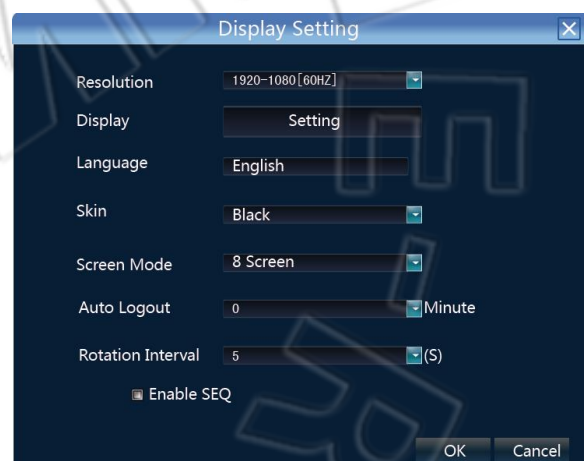 Display Setting
Resolution 1920-1080[60HZ]
Display Setting
Language English
Skin Black
Screen Mode 8 Screen
Auto Logout 0 Minute
Rotation Interval 5 (S)
Enable SEQ
OK Cancel